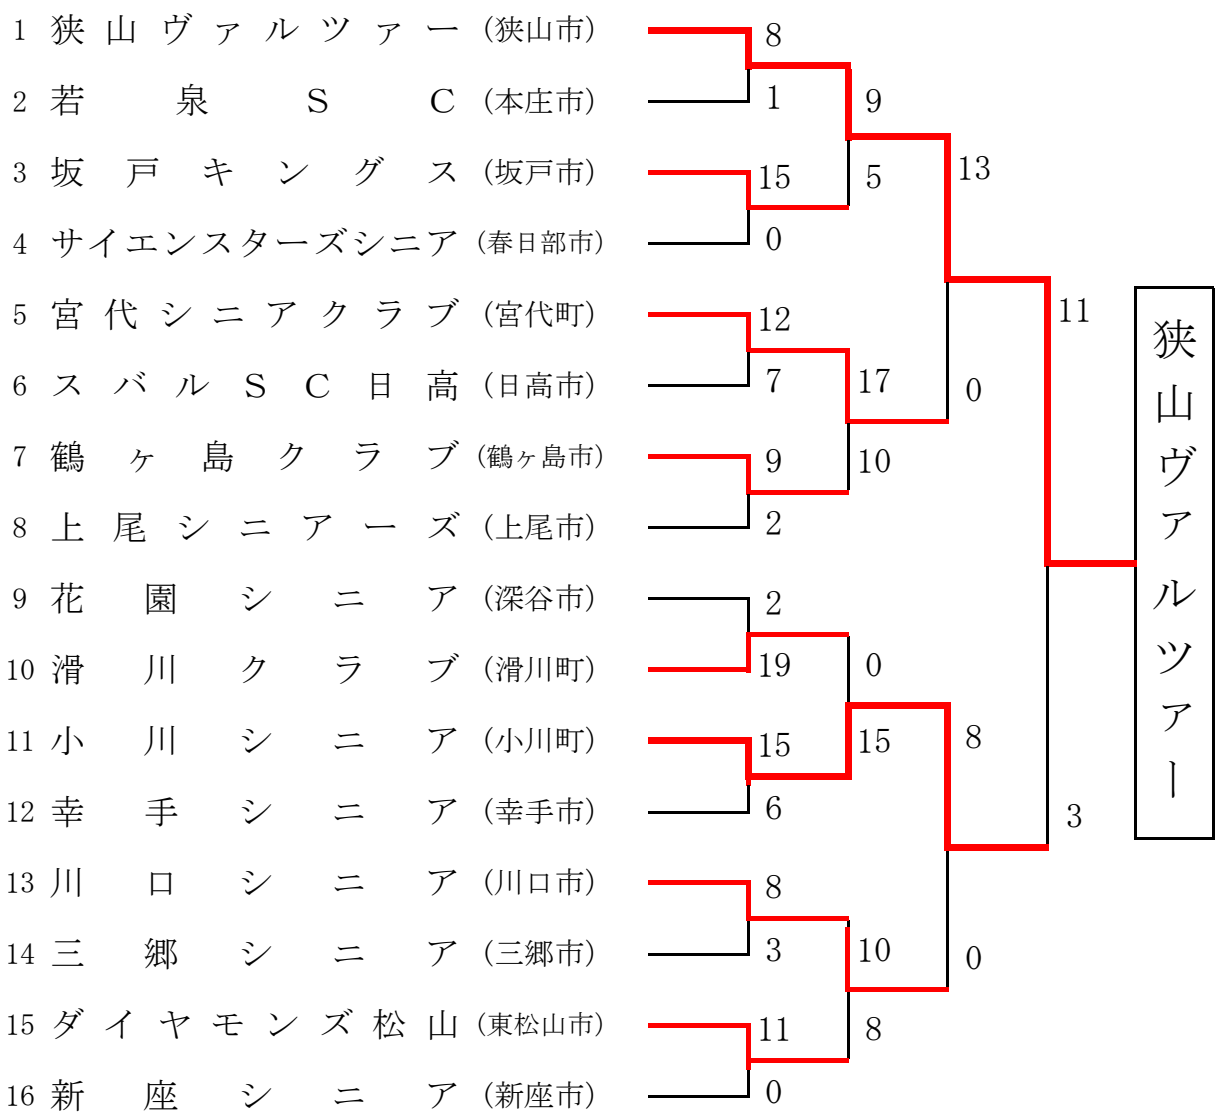 1 狭山ヴァルツァー (狭山市)
8
2 若泉SC (本庄市)
1
9
3 坂戸キングス (坂戸市)
15
5
13
4 サイエンスターズシニア (春日部市)
0
5 宮代シニアクラブ (宮代町)
12
11
6 スバルSC日高 (日高市)
7
17
0
7 鶴ヶ島クラブ (鶴ヶ島市)
9
10
8 上尾シニアーズ (上尾市)
2
9 花園シニア (深谷市)
2
10 滑川クラブ (滑川町)
19
0
11 小川シニア (小川町)
15
15
8
12 幸手シニア (幸手市)
6
3
13 川口シニア (川口市)
8
14 三郷シニア (三郷市)
3
10
0
15 ダイヤモンズ松山 (東松山市)
11
8
16 新座シニア (新座市)
0
狭山ヴァルツァー